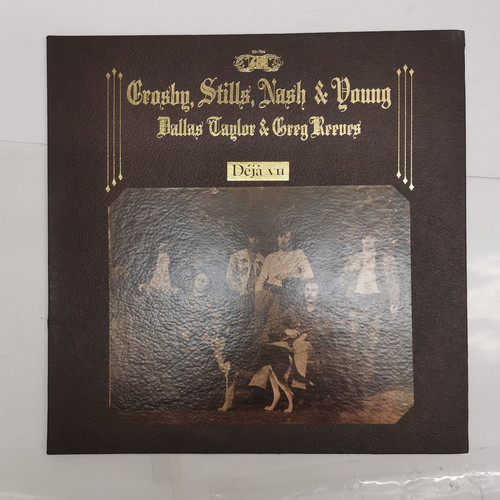 Crosby, Stills, Nash & Young
Dallas Taylor & Greg Reeves
Déjà vu